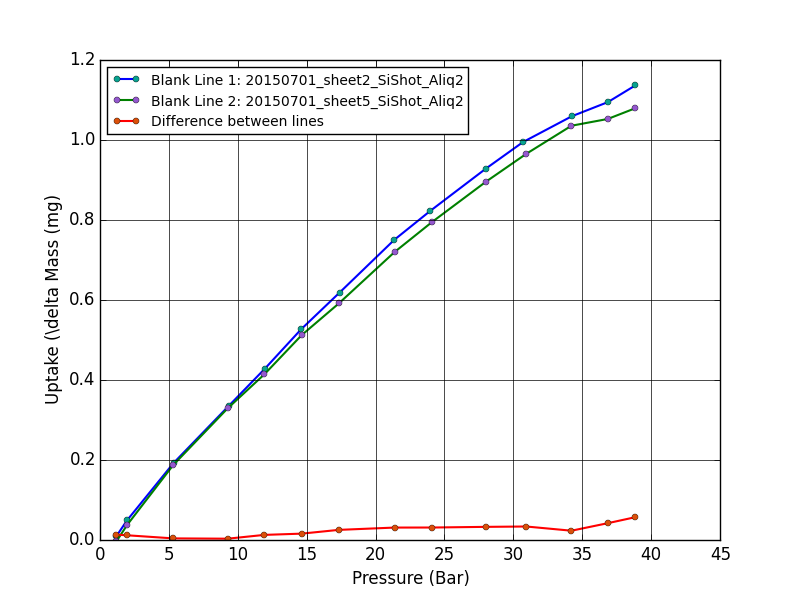 Blank Line 1: 20150701_sheet2_SiShot_Aliq2
Blank Line 2: 20150701_sheet5_SiShot_Aliq2
Difference between lines
Uptake (\delta Mass (mg)
1.2
1.0
0.8
0.6
0.4
0.2
0.0
0 5 10 15 20 25 30 35 40 45
Pressure (Bar)